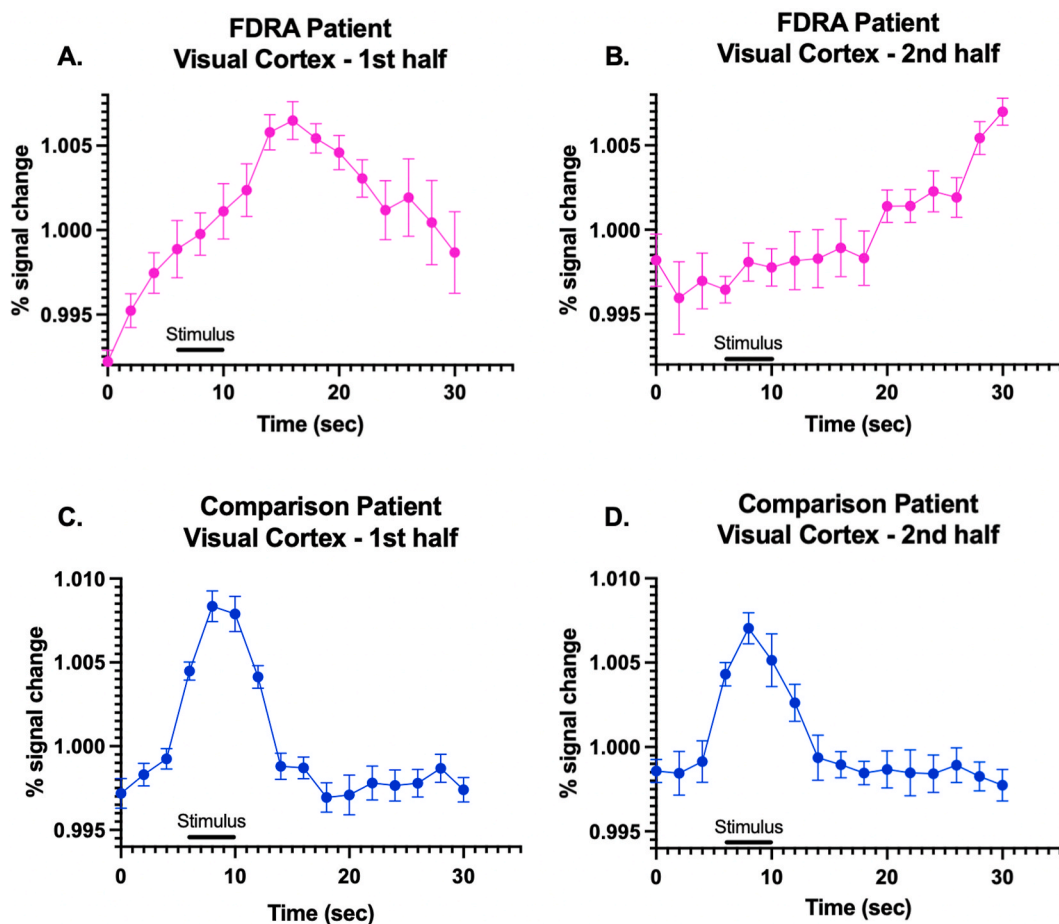 A.
FDRA Patient
Visual Cortex - 1st half
% signal change
1.005
1.000
0.995
Stimulus
0 10 20 30
Time (sec)
B.
FDRA Patient
Visual Cortex - 2nd half
% signal change
1.005
1.000
0.995
Stimulus
0 10 20 30
Time (sec)
C.
Comparison Patient
Visual Cortex - 1st half
% signal change
1.010
1.005
1.000
0.995
Stimulus
0 10 20 30
Time (sec)
D.
Comparison Patient
Visual Cortex - 2nd half
% signal change
1.010
1.005
1.000
0.995
Stimulus
0 10 20 30
Time (sec)